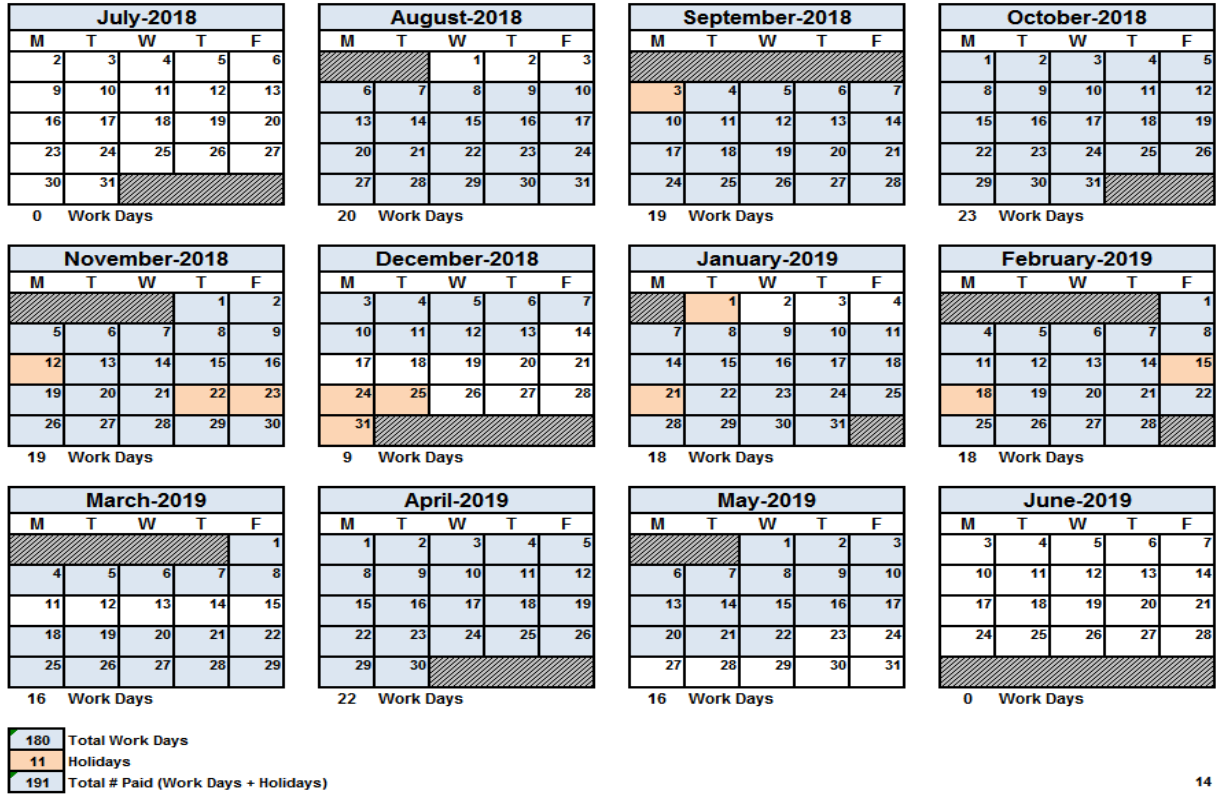 July-2018 August-2018 September-2018 October-2018
M T W T F M T W T F M T W T F M T W T F
2 3 4 5 6 1 2 3 1 2 3 4 5
9 10 11 12 13 6 7 8 9 10 3 4 5 6 7 8 9 10 11 12
16 17 18 19 20 13 14 15 16 17 10 11 12 13 14 15 16 17 18 19
23 24 25 26 27 20 21 22 23 24 17 18 19 20 21 22 23 24 25 26
30 31 27 28 29 30 31 24 25 26 27 28 29 30 31
0 Work Days 20 Work Days 19 Work Days 23 Work Days
November-2018 December-2018 January-2019 February-2019
M T W T F M T W T F M T W T F M T W T F
1 2 3 4 5 6 7 1 2 3 4 1
5 6 7 8 9 10 11 12 13 14 7 8 9 10 11 4 5 6 7 8
12 13 14 15 16 17 18 19 20 21 14 15 16 17 18 11 12 13 14 15
19 20 21 22 23 24 25 26 27 28 21 22 23 24 25 18 19 20 21 22
26 27 28 29 30 31 28 29 30 31 25 26 27 28
19 Work Days 9 Work Days 18 Work Days 18 Work Days
March-2019 April-2019 May-2019 June-2019
M T W T F M T W T F M T W T F M T W T F
1 1 2 3 4 5 1 2 3 3 4 5 6 7
4 5 6 7 8 8 9 10 11 12 6 7 8 9 10 10 11 12 13 14
11 12 13 14 15 15 16 17 18 19 13 14 15 16 17 17 18 19 20 21
18 19 20 21 22 22 23 24 25 26 20 21 22 23 24 24 25 26 27 28
25 26 27 28 29 29 30 27 28 29 30 31
16 Work Days 22 Work Days 16 Work Days 0 Work Days
180 Total Work Days
11 Holidays
191 Total # Paid (Work Days + Holidays)
14